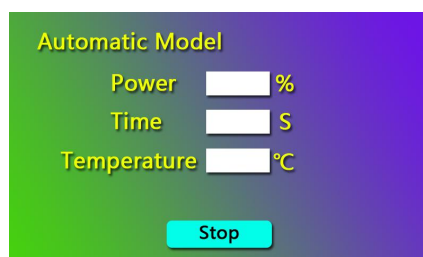 Automatic Model
Power %
Time S
Temperature ℃
Stop